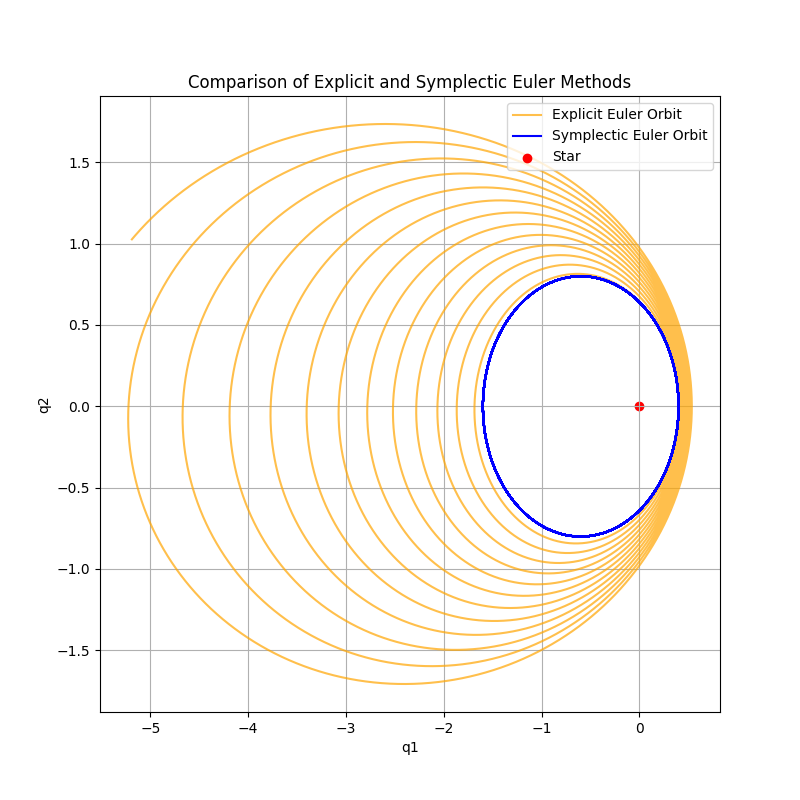 Comparison of Explicit and Symplectic Euler Methods
Explicit Euler Orbit
Symplectic Euler Orbit
Star
1.5
1.0
0.5
0.0
−0.5
−1.0
−1.5
q2
−5
−4
−3
−2
−1
0
q1